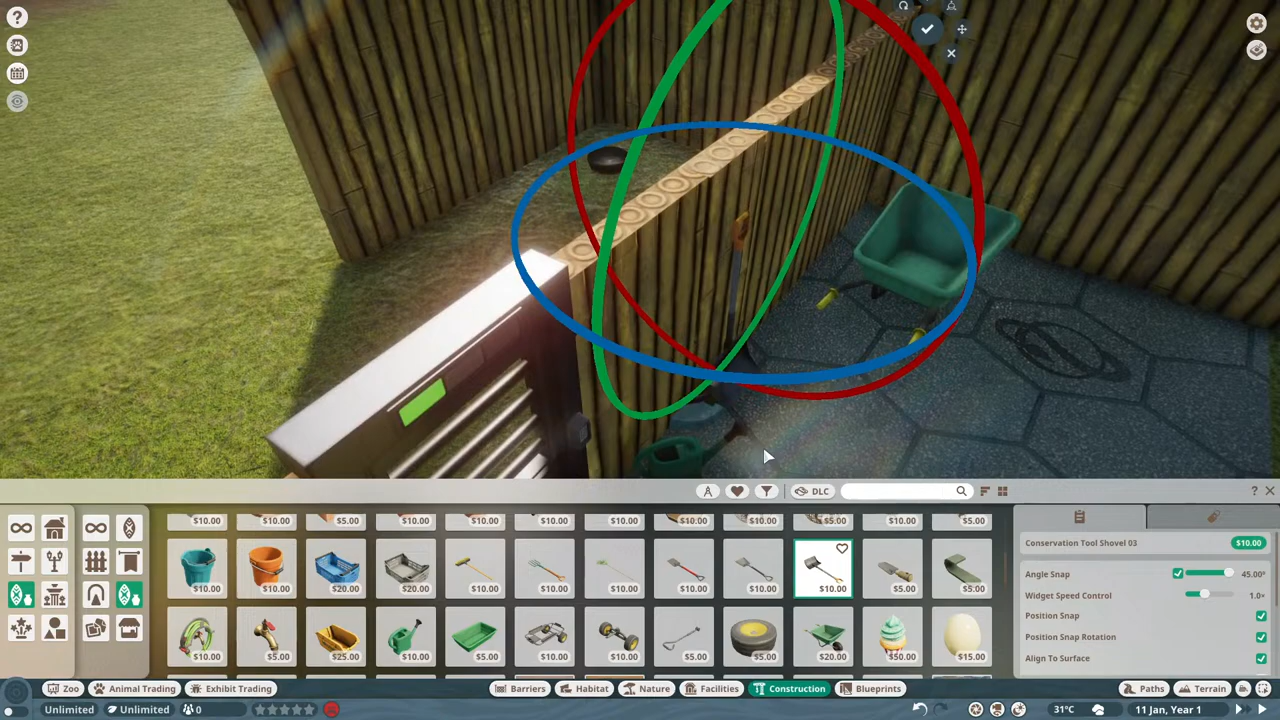 DLC
?
$10.00 $10.00 $5.00 $10.00 $10.00 $10.00 $10.00 $10.00 $10.00 $5.00 $10.00 $10.00
Conservation Tool Shovel 03 $10.00
$10.00 $10.00 $20.00 $20.00 $10.00 $10.00 $10.00 $10.00 $10.00 $10.00 $5.00 $5.00
Angle Snap 45.00°
Widget Speed Control 1.0×
Position Snap
Position Snap Rotation
$10.00 $5.00 $25.00 $10.00 $5.00 $10.00 $10.00 $5.00 $10.00 $20.00 $50.00 $15.00
Align To Surface
Zoo Animal Trading Exhibit Trading Barriers Habitat Nature Facilities Construction Blueprints Paths Terrain
Unlimited Unlimited 0 31°C 11 Jan, Year 1